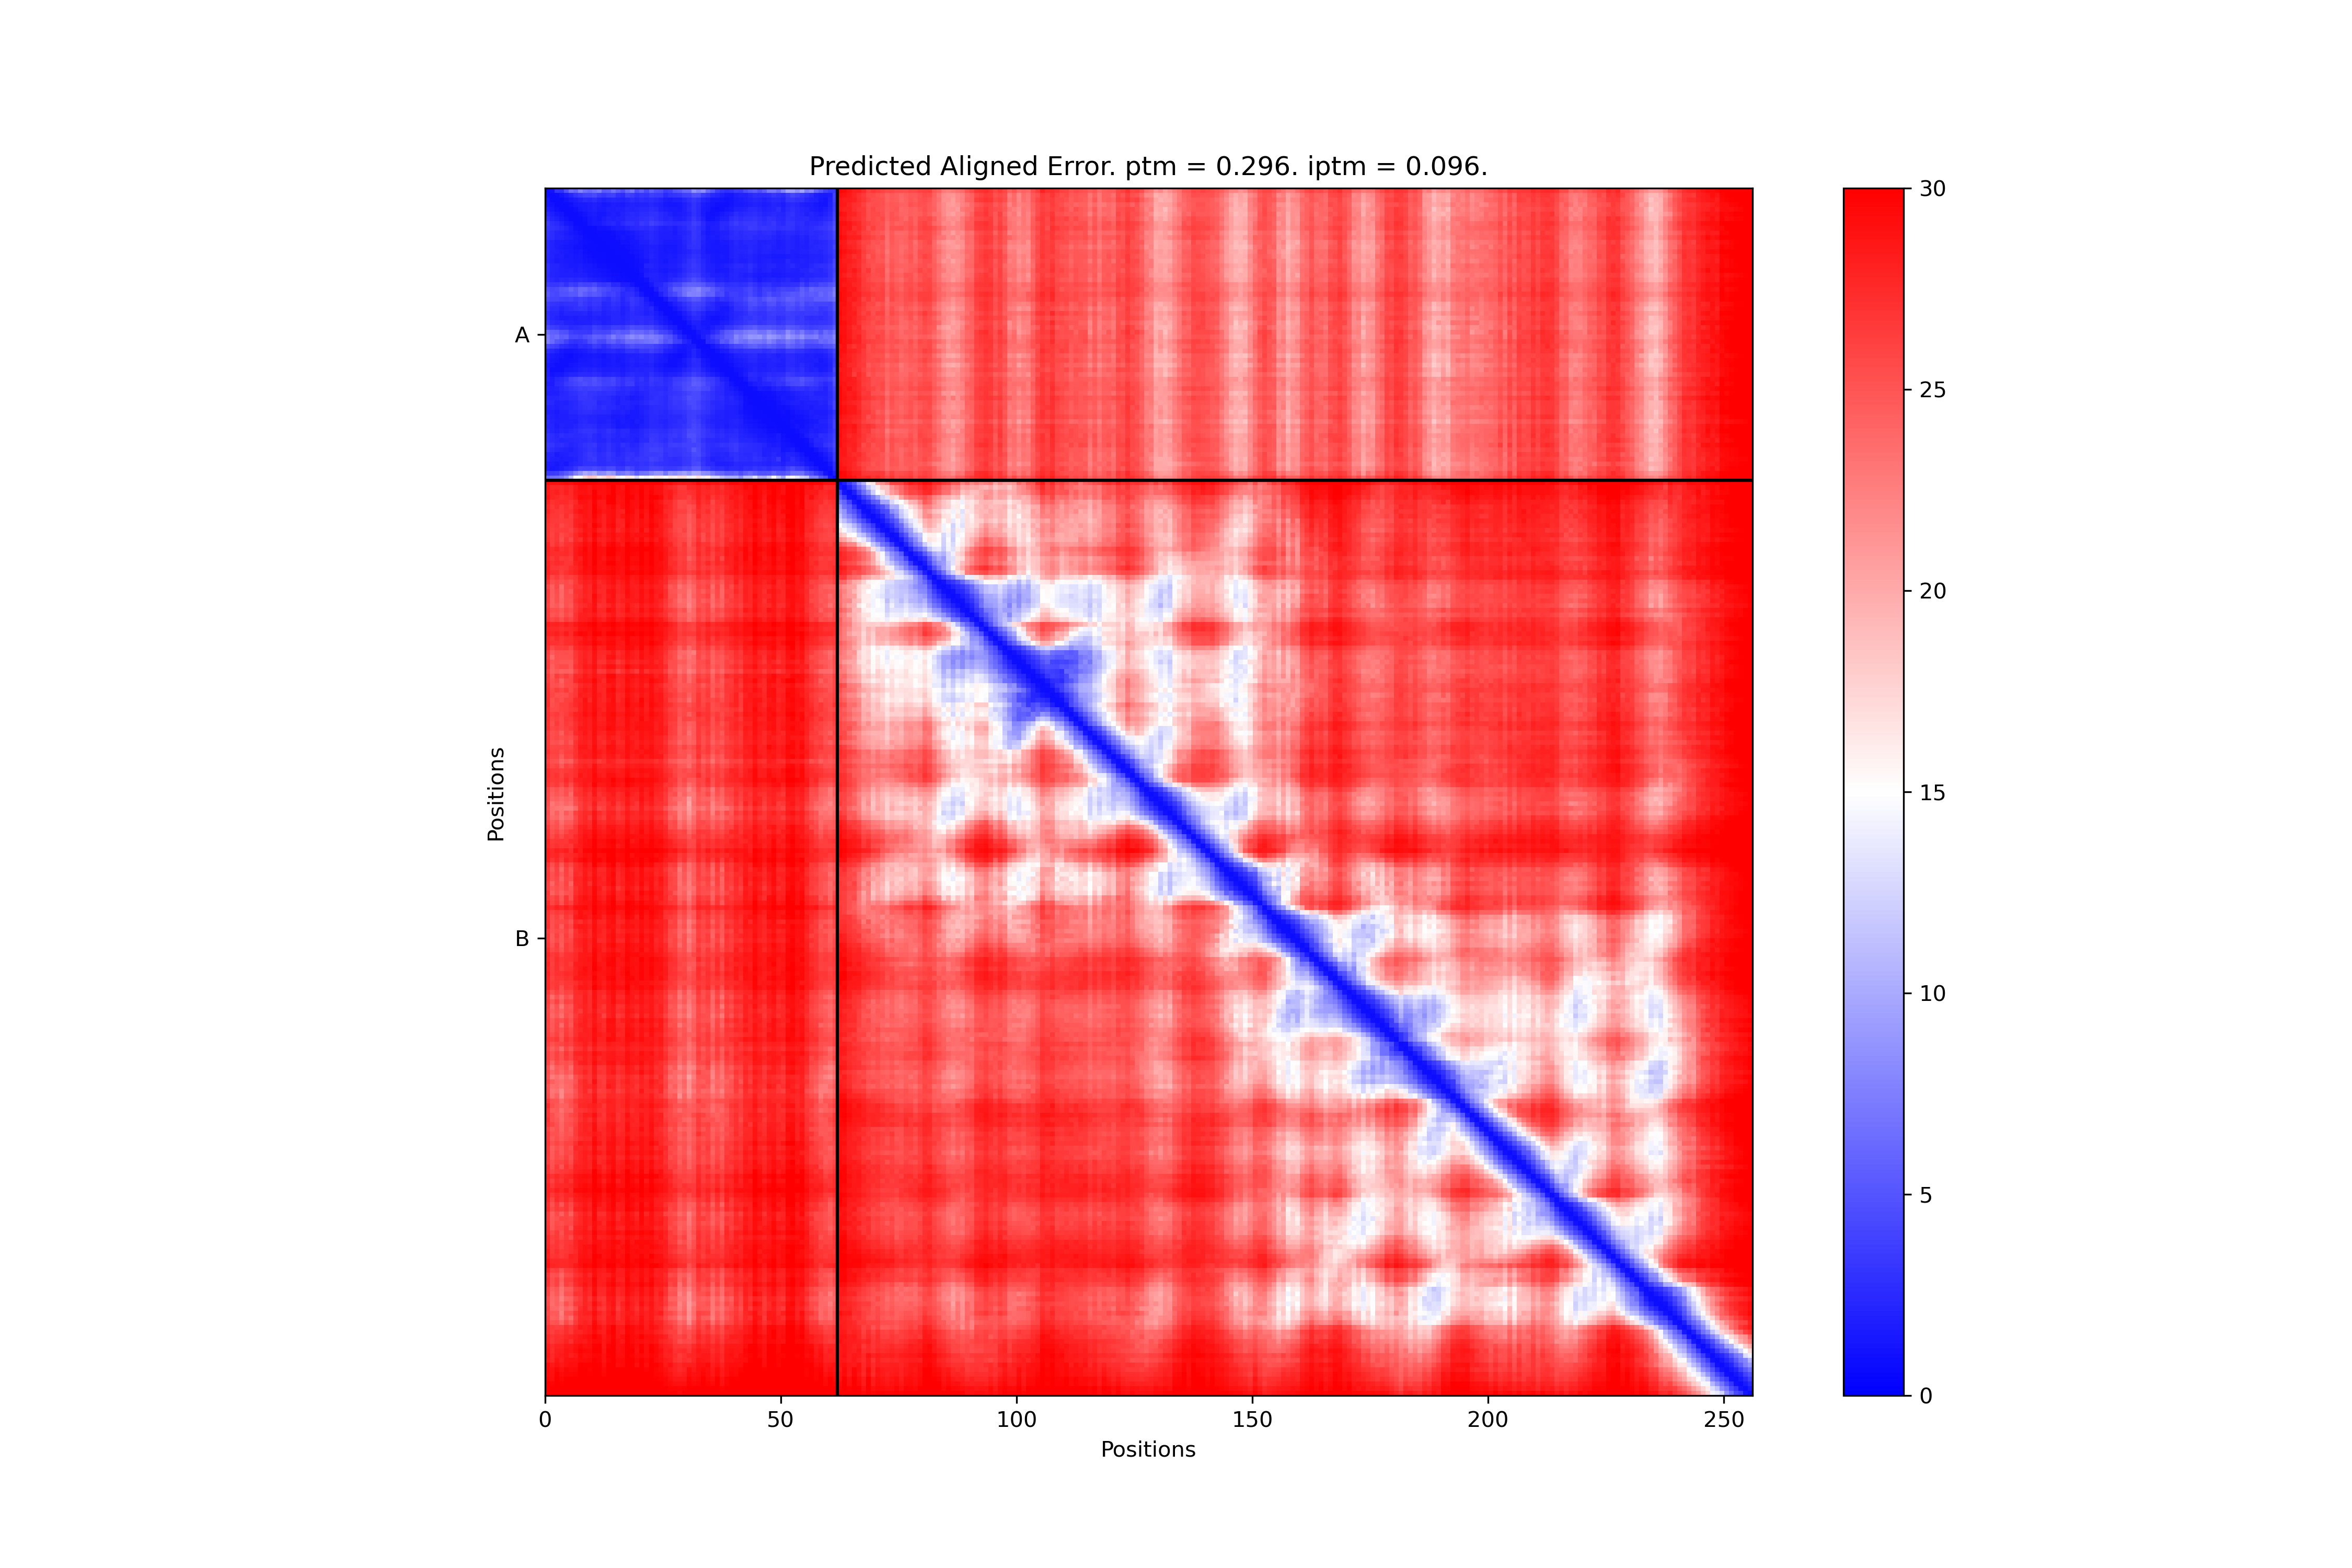 Predicted Aligned Error. ptm = 0.296. iptm = 0.096.
A
B
Positions
0
50
100
150
200
250
Positions
30
25
20
15
10
5
0